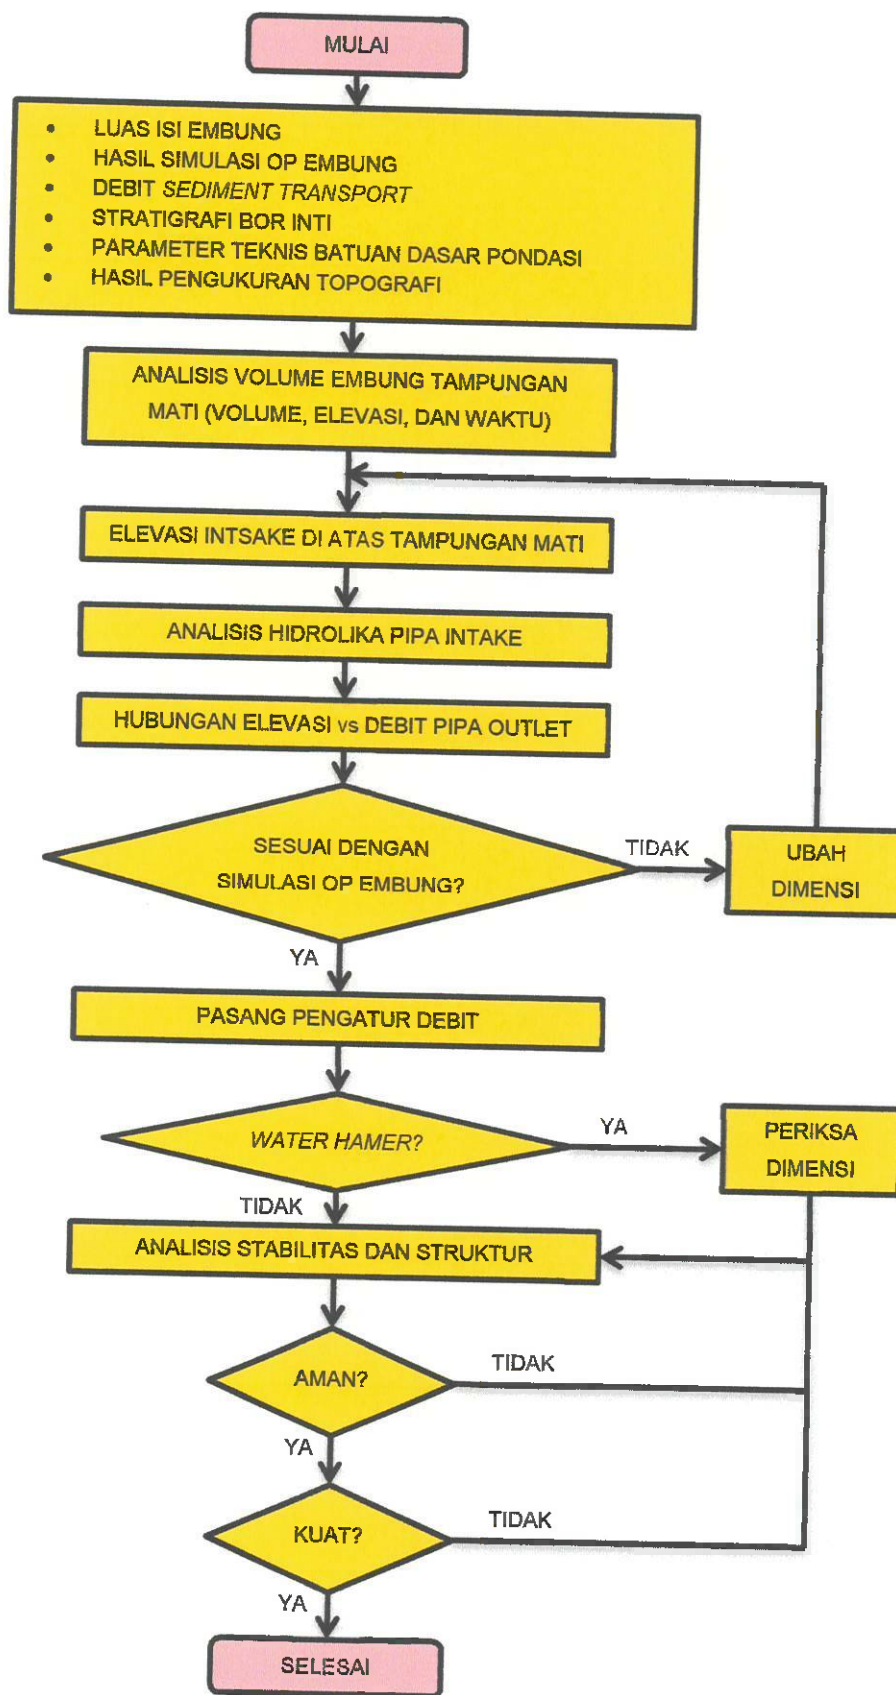 MULAI
• LUAS ISI EMBUNG
• HASIL SIMULASI OP EMBUNG
• DEBIT SEDIMENT TRANSPORT
• STRATIGRAFI BOR INTI
• PARAMETER TEKNIS BATUAN DASAR PONDASI
• HASIL PENGUKURAN TOPOGRAFI
ANALISIS VOLUME EMBUNG TAMPUNGAN
MATI (VOLUME, ELEVASI, DAN WAKTU)
ELEVASI INTSAKE DI ATAS TAMPUNGAN MATI
ANALISIS HIDROLIKA PIPA INTAKE
HUBUNGAN ELEVASI vs DEBIT PIPA OUTLET
SESUAI DENGAN
SIMULASI OP EMBUNG?
TIDAK
UBAH
DIMENSI
YA
PASANG PENGATUR DEBIT
WATER HAMER?
YA
PERIKSA
DIMENSI
TIDAK
ANALISIS STABILITAS DAN STRUKTUR
AMAN?
TIDAK
YA
KUAT?
TIDAK
YA
SELESAI